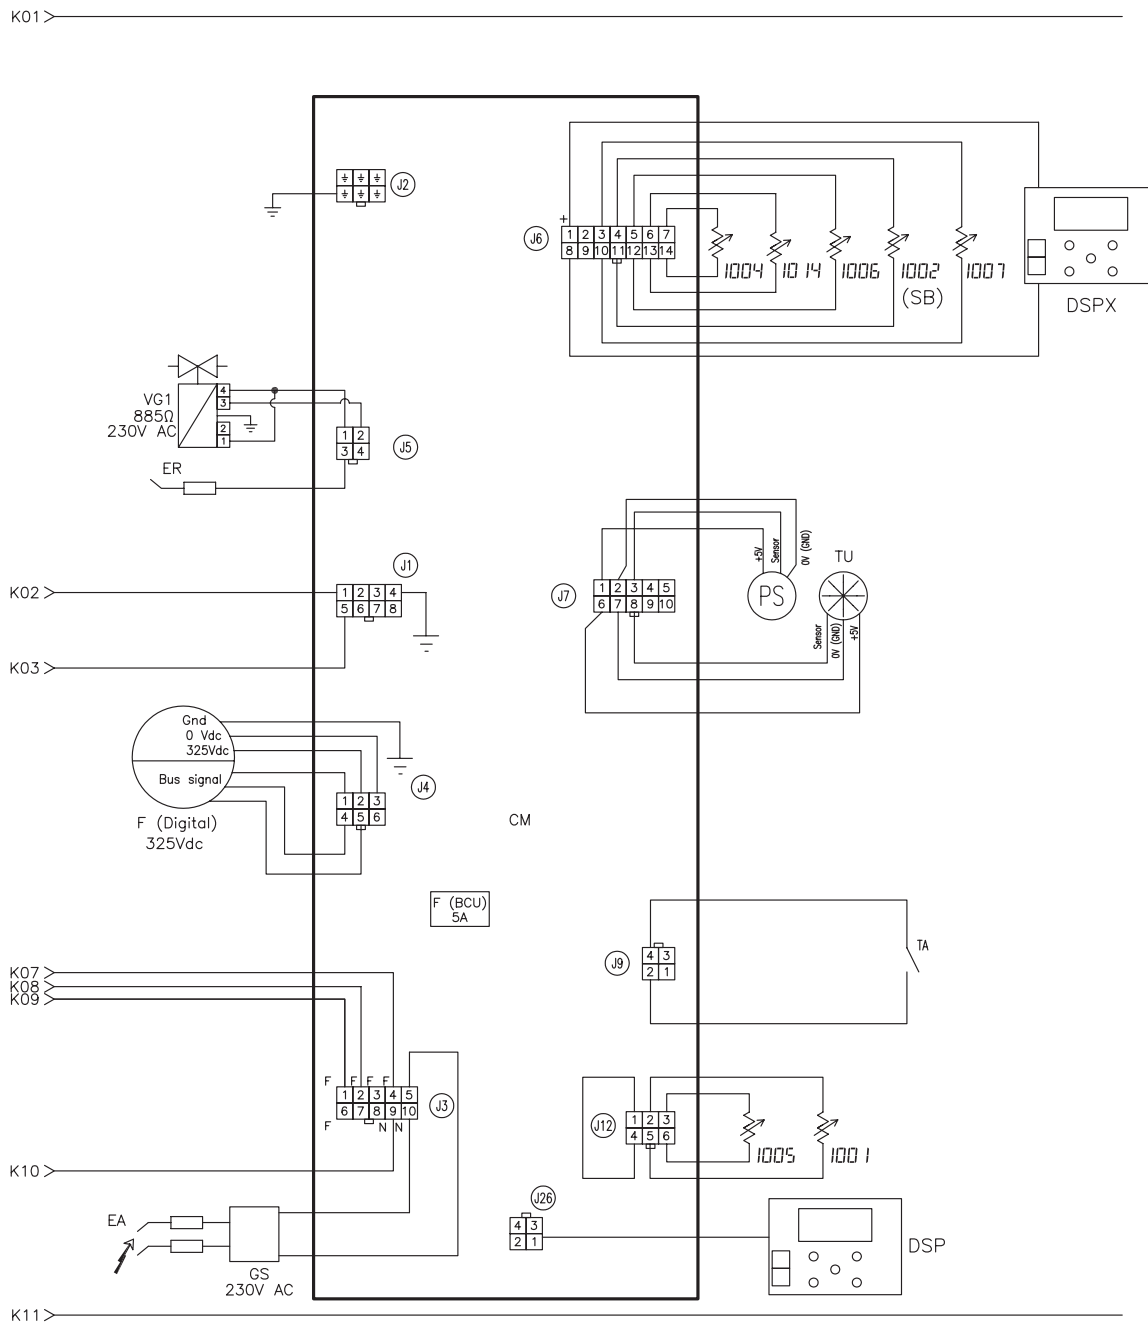 K01
J2
+
J6
1 2 3 4 5 6 7
8 9 10 11 12 13 14
1004 1014 1006 1002 1007
(SB)
DSPX
VG1
885Ω
230V AC
4
3
2
1
1 2
3 4
J5
ER
J1
K02
1 2 3 4
5 6 7 8
K03
J7
1 2 3 4 5
6 7 8 9 10
+5V
Sensor
0V (GND)
PS
TU
Sensor
0V (GND)
+5V
Gnd
0 Vdc
325Vdc
Bus signal
F (Digital)
325Vdc
J4
1 2 3
4 5 6
CM
F (BCU)
5A
J9
4 3
2 1
TA
K07
K08
K09
F F F F
1 2 3 4 5
6 7 8 9 10
F N N
J3
J12
1 2 3
4 5 6
1005 1001
K10
EA
GS
230V AC
J26
4 3
2 1
DSP
K11